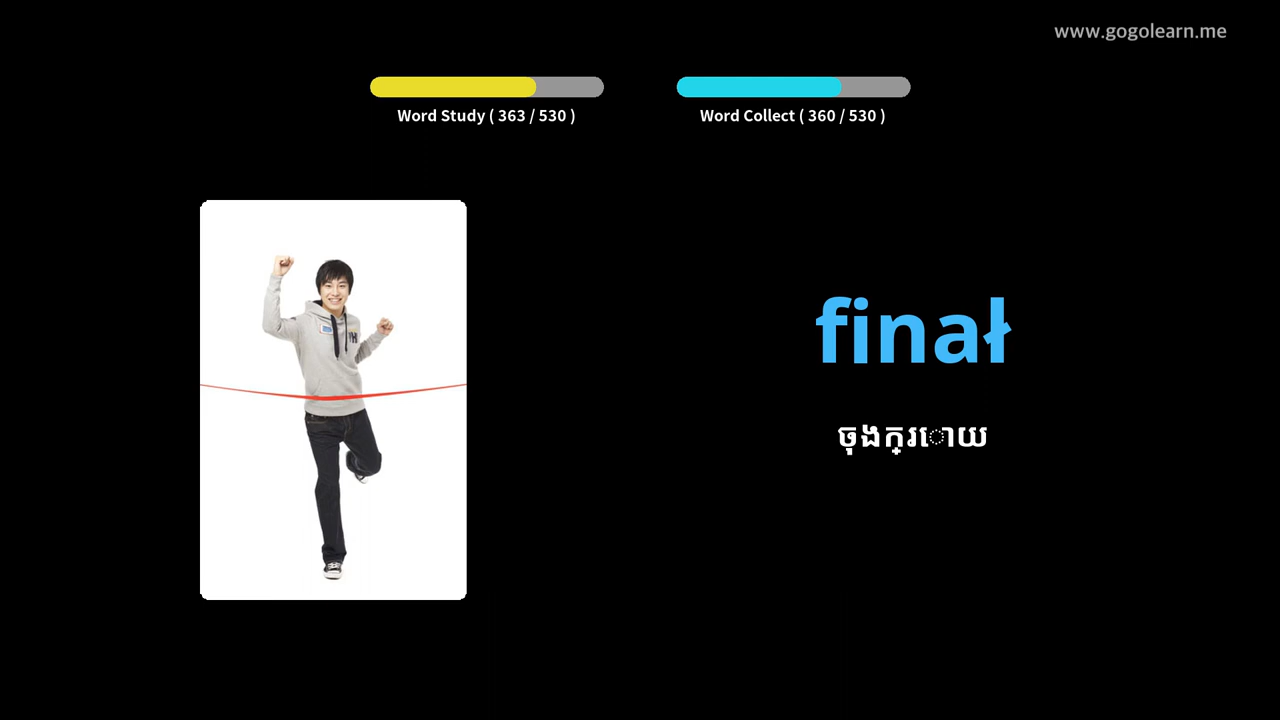 www.gogolearn.me
Word Study ( 363 / 530 )
Word Collect ( 360 / 530 )
finał
ចុងក្រោយ